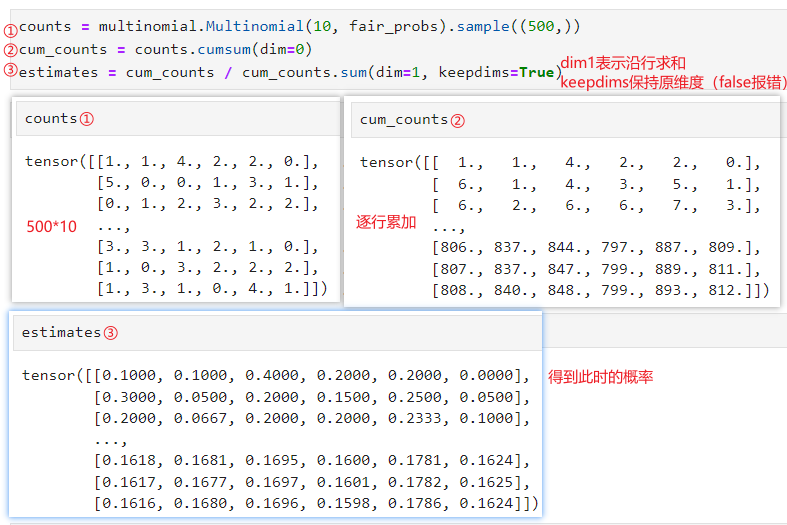 ①counts = multinomial.Multinomial(10, fair_probs).sample((500,))
②cum_counts = counts.cumsum(dim=0)
③estimates = cum_counts / cum_counts.sum(dim=1, keepdims=True)
dim1表示沿行求和
keepdims保持原维度（false报错）
counts①
tensor([[1., 1., 4., 2., 2., 0.],
[5., 0., 0., 1., 3., 1.],
[0., 1., 2., 3., 2., 2.],
...,
[3., 3., 1., 2., 1., 0.],
[1., 0., 3., 2., 2., 2.],
[1., 3., 1., 0., 4., 1.]])
500*10
cum_counts②
tensor([[  1.,   1.,   4.,   2.,   2.,   0.],
[  6.,   1.,   4.,   3.,   5.,   1.],
[  6.,   2.,   6.,   6.,   7.,   3.],
...,
[806., 837., 844., 797., 887., 809.],
[807., 837., 847., 799., 889., 811.],
[808., 840., 848., 799., 893., 812.]])
逐行累加
estimates③
tensor([[0.1000, 0.1000, 0.4000, 0.2000, 0.2000, 0.0000],
[0.3000, 0.0500, 0.2000, 0.1500, 0.2500, 0.0500],
[0.2000, 0.0667, 0.2000, 0.2000, 0.2333, 0.1000],
...,
[0.1618, 0.1681, 0.1695, 0.1600, 0.1781, 0.1624],
[0.1617, 0.1677, 0.1697, 0.1601, 0.1782, 0.1625],
[0.1616, 0.1680, 0.1696, 0.1598, 0.1786, 0.1624]])
得到此时的概率